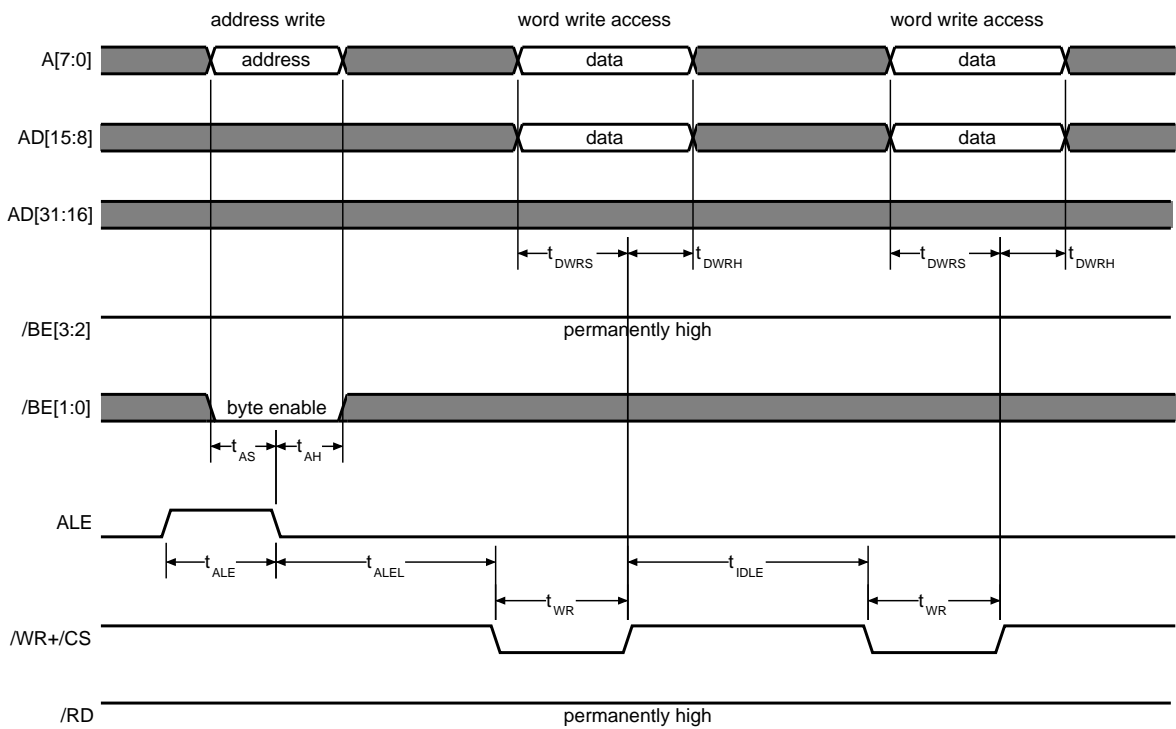 address write word write access word write access
A[7:0] address data data
AD[15:8] data data
AD[31:16]
tDWRS tDWRH tDWRS tDWRH
/BE[3:2] permanently high
/BE[1:0] byte enable
tAS tAH
ALE
tALE tALEL tIDLE
tWR tWR
/WR+/CS
/RD permanently high